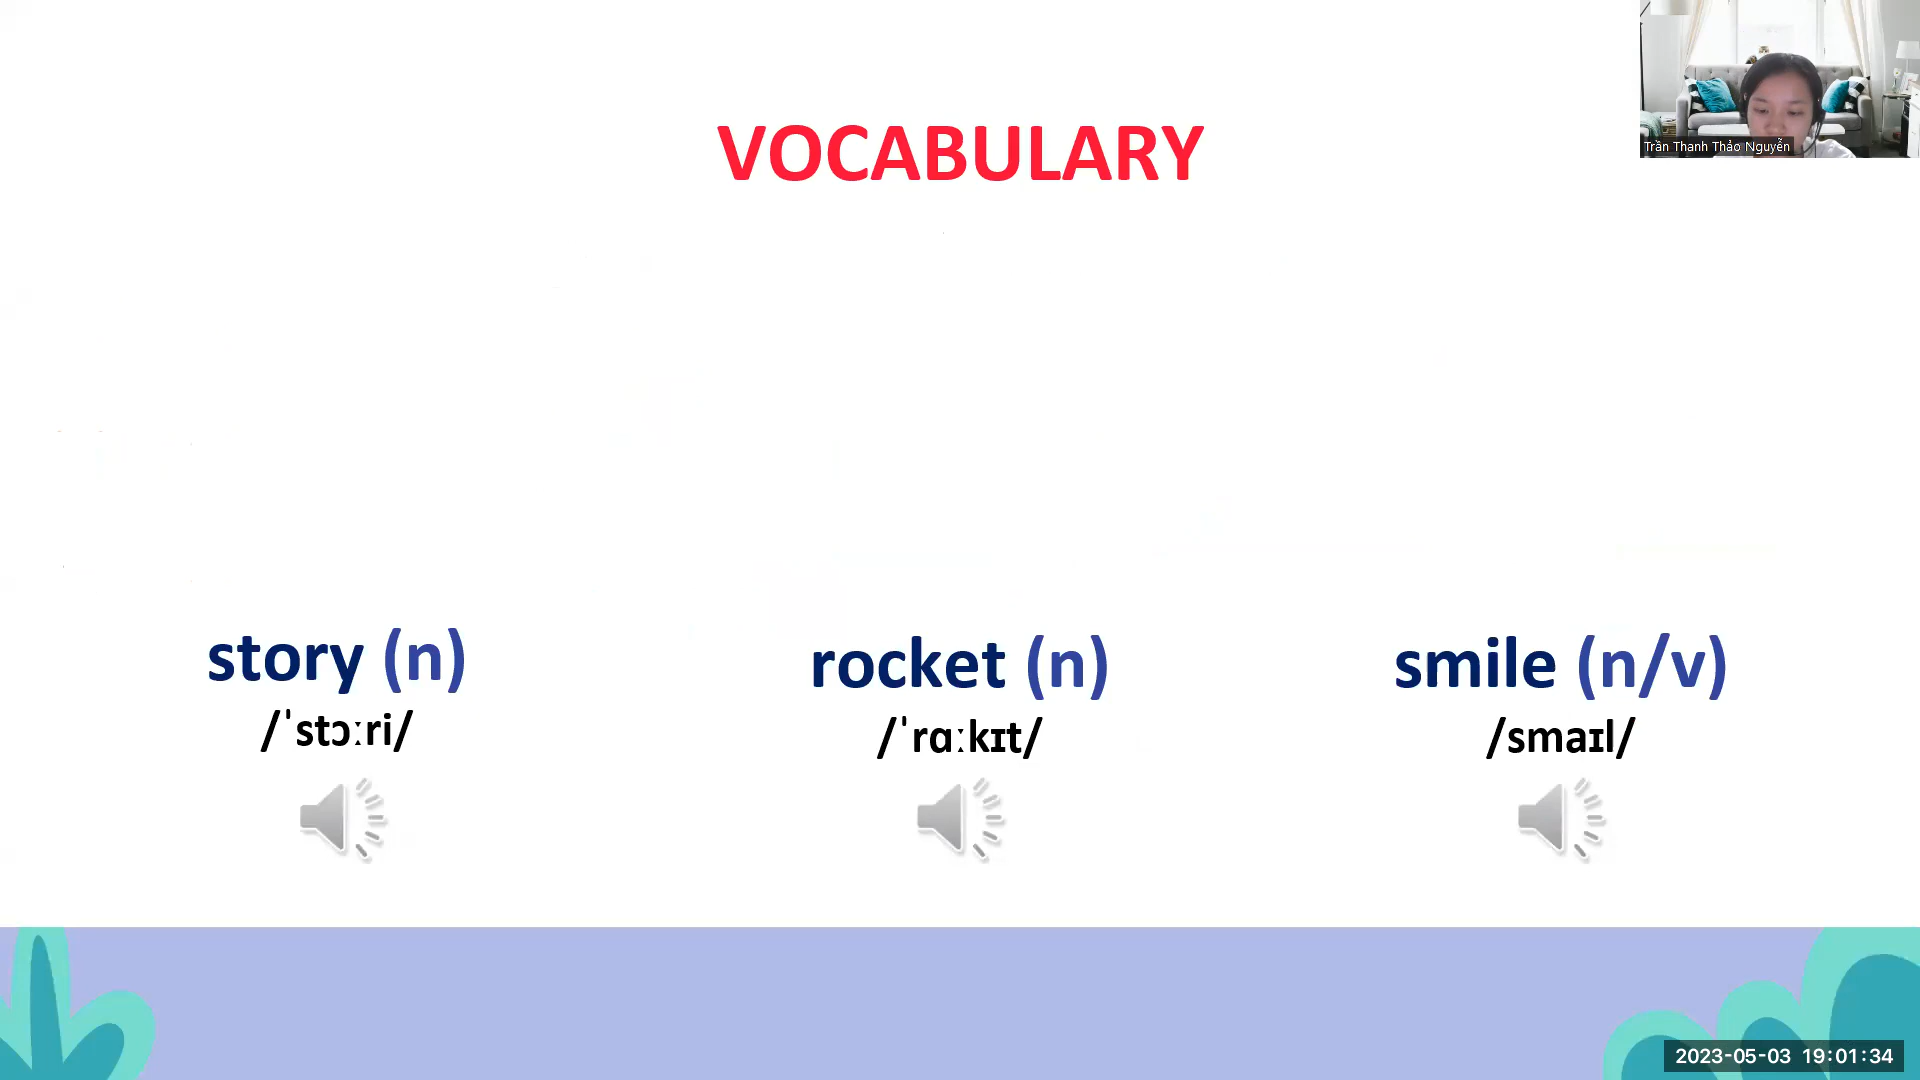 VOCABULARY
Trần Thanh Thảo Nguyễn
story (n)
/ˈstɔːri/
rocket (n)
/ˈrɑːkɪt/
smile (n/v)
/smaɪl/
2023-05-03 19:01:34